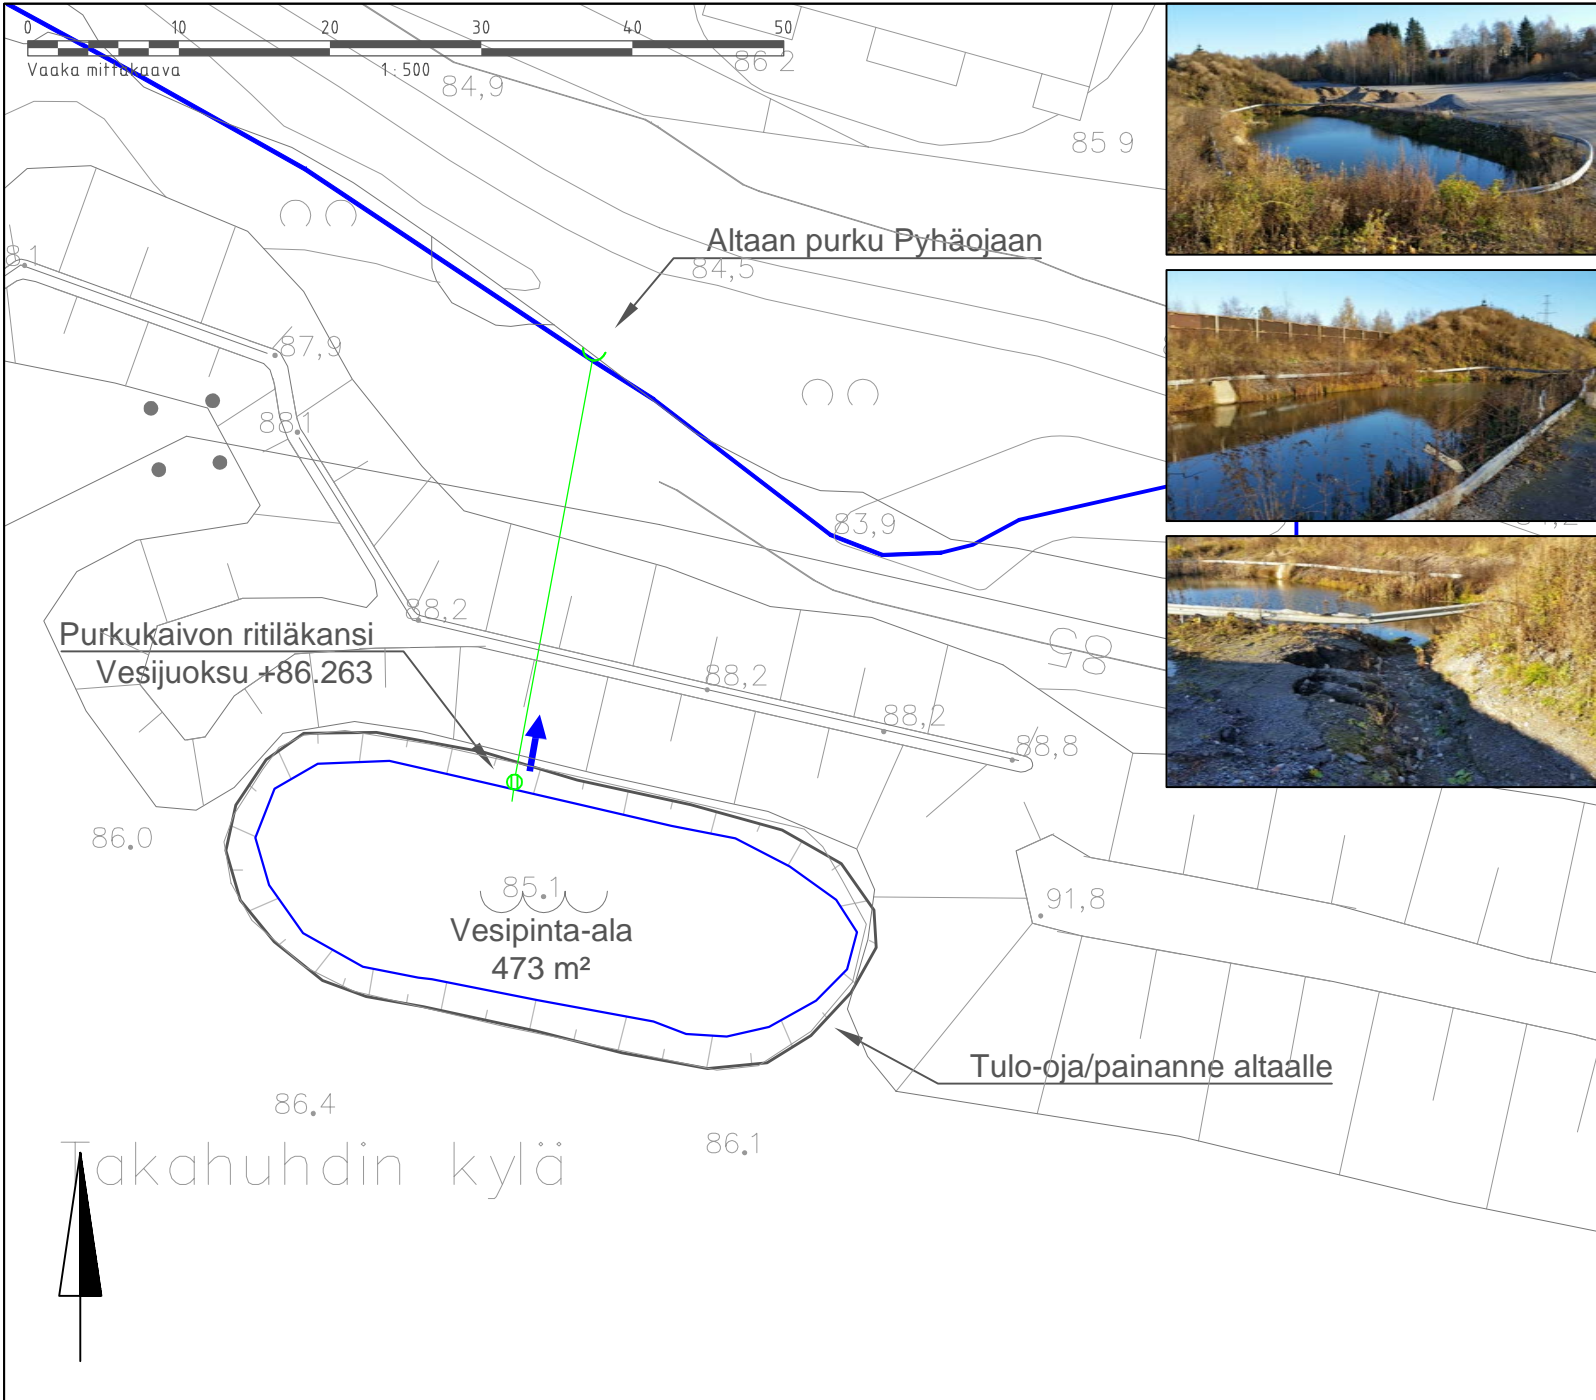 0 10 20 30 40 50
Vaaka mittakaava 1:500
86 2
84,9
85 9
Altaan purku Pyhäojaan
8.1
84,5
87,9
88,1
83,9
88,2
Purkukaivon ritiläkansi
Vesijuoksu +86.263
85
88,2
88,2
88,8
86.0
85.1
91,8
Vesipinta-ala
473 m²
Tulo-oja/painanne altaalle
86.4
86.1
Takahuhdin kylä